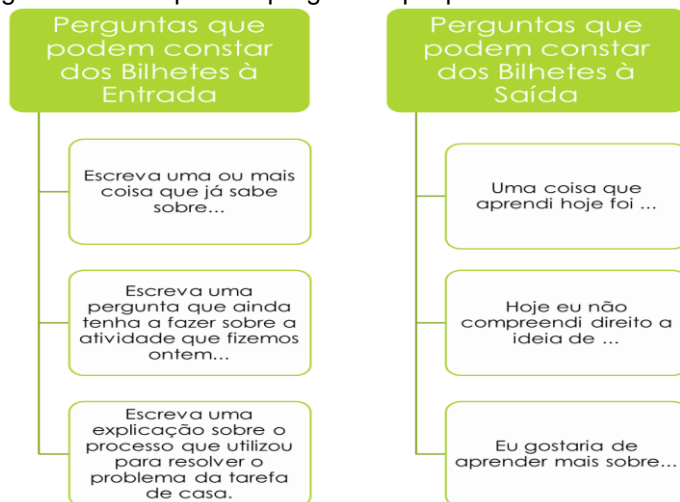 Perguntas que
podem constar
dos Bilhetes à
Entrada
Escreva uma ou mais
coisa que já sabe
sobre...
Escreva uma
pergunta que ainda
tenha a fazer sobre a
atividade que fizemos
ontem...
Escreva uma
explicação sobre o
processo que utilizou
para resolver o
problema da tarefa
de casa.
Perguntas que
podem constar
dos Bilhetes à
Saída
Uma coisa que
aprendi hoje foi ...
Hoje eu não
compreendi direito a
ideia de ...
Eu gostaria de
aprender mais sobre...